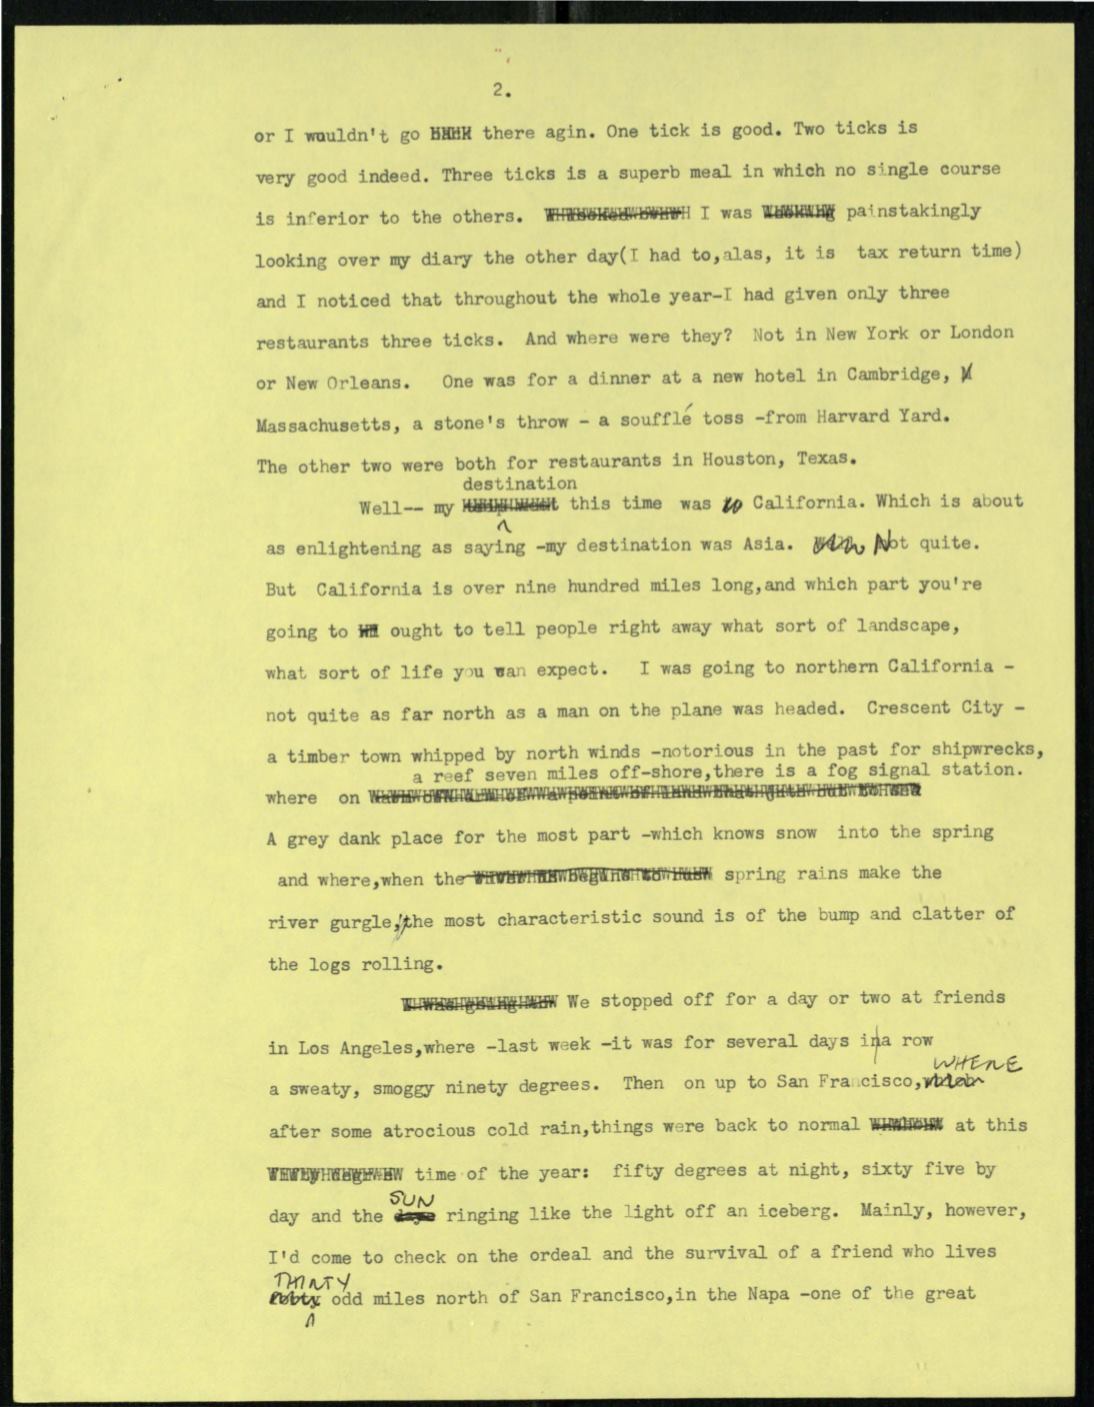 2.
or I wouldn't go there agin. One tick is good. Two ticks is
very good indeed. Three ticks is a superb meal in which no single course
is inferior to the others. I was painstakingly
looking over my diary the other day(I had to,alas, it is tax return time)
and I noticed that throughout the whole year-I had given only three
restaurants three ticks. And where were they? Not in New York or London
or New Orleans. One was for a dinner at a new hotel in Cambridge,
Massachusetts, a stone's throw - a soufflé toss -from Harvard Yard.
The other two were both for restaurants in Houston, Texas.
destination
Well-- my this time was to California. Which is about
as enlightening as saying -my destination was Asia. Not quite.
But California is over nine hundred miles long,and which part you're
going to ought to tell people right away what sort of landscape,
what sort of life you can expect. I was going to northern California -
not quite as far north as a man on the plane was headed. Crescent City -
a timber town whipped by north winds -notorious in the past for shipwrecks,
a reef seven miles off-shore,there is a fog signal station.
where on
A grey dank place for the most part -which knows snow into the spring
and where,when the spring rains make the
river gurgle,the most characteristic sound is of the bump and clatter of
the logs rolling.
We stopped off for a day or two at friends
in Los Angeles,where -last week -it was for several days in a row
WHERE
a sweaty, smoggy ninety degrees. Then on up to San Francisco,
after some atrocious cold rain,things were back to normal at this
time of the year: fifty degrees at night, sixty five by
SUN
day and the ringing like the light off an iceberg. Mainly, however,
I'd come to check on the ordeal and the survival of a friend who lives
THIRTY
odd miles north of San Francisco,in the Napa -one of the great